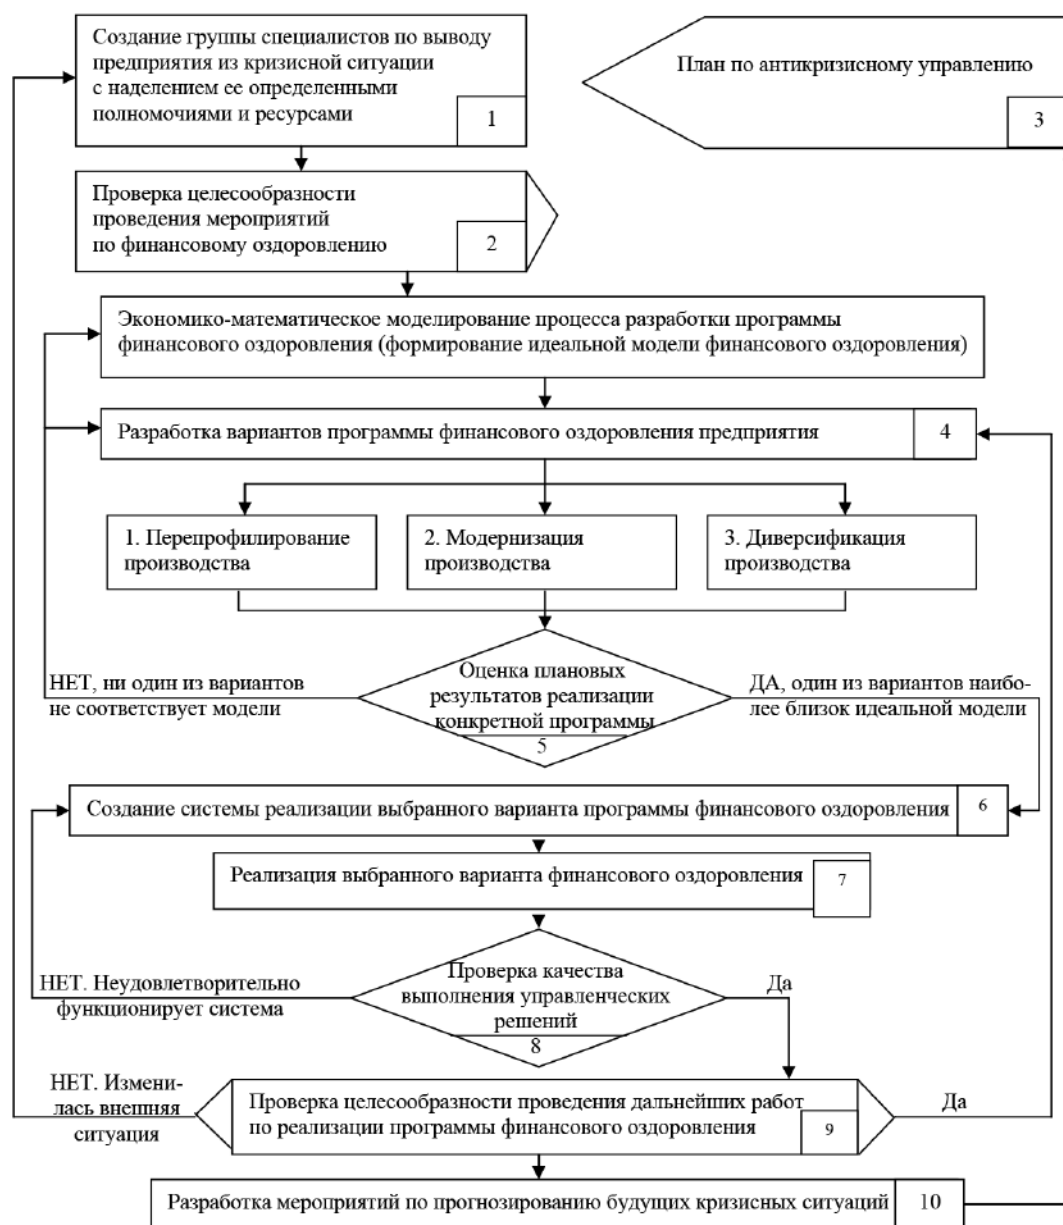 Создание группы специалистов по выводу
предприятия из кризисной ситуации
с наделением ее определенными
полномочиями и ресурсами
1
План по антикризисному управлению
3
Проверка целесообразности
проведения мероприятий
по финансовому оздоровлению
2
Экономико-математическое моделирование процесса разработки программы
финансового оздоровления (формирование идеальной модели финансового оздоровления)
Разработка вариантов программы финансового оздоровления предприятия
4
1. Перепрофилирование
производства
2. Модернизация
производства
3. Диверсификация
производства
НЕТ, ни один из вариантов
не соответствует модели
Оценка плановых
результатов реализации
конкретной программы
5
ДА, один из вариантов наибо-
лее близок идеальной модели
Создание системы реализации выбранного варианта программы финансового оздоровления
6
Реализация выбранного варианта финансового оздоровления
7
НЕТ. Неудовлетворительно
функционирует система
Проверка качества
выполнения управленческих
решений
8
Да
НЕТ. Измени-
лась внешняя
ситуация
Проверка целесообразности проведения дальнейших работ
по реализации программы финансового оздоровления
9
Да
Разработка мероприятий по прогнозированию будущих кризисных ситуаций
10